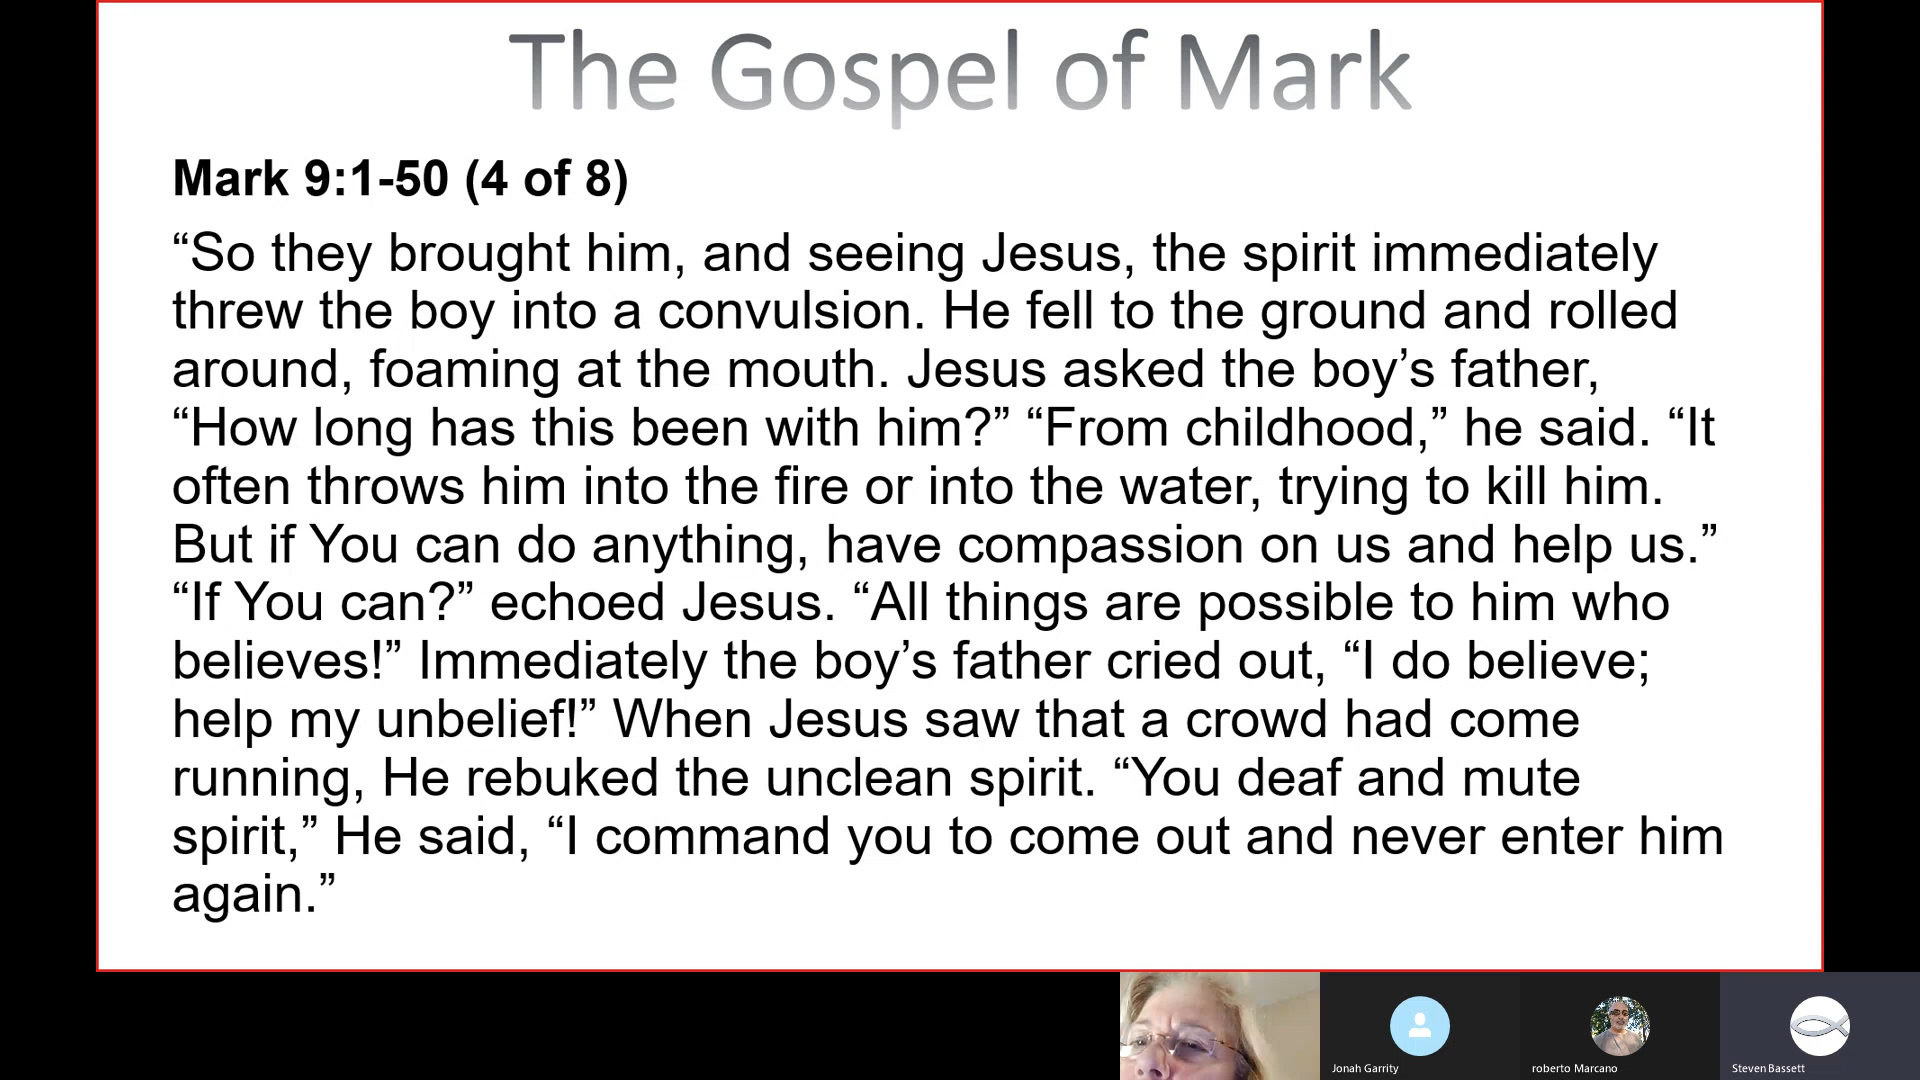 The Gospel of Mark
Mark 9:1-50 (4 of 8)
“So they brought him, and seeing Jesus, the spirit immediately
threw the boy into a convulsion. He fell to the ground and rolled
around, foaming at the mouth. Jesus asked the boy’s father,
“How long has this been with him?” “From childhood,” he said. “It
often throws him into the fire or into the water, trying to kill him.
But if You can do anything, have compassion on us and help us.”
“If You can?” echoed Jesus. “All things are possible to him who
believes!” Immediately the boy’s father cried out, “I do believe;
help my unbelief!” When Jesus saw that a crowd had come
running, He rebuked the unclean spirit. “You deaf and mute
spirit,” He said, “I command you to come out and never enter him
again.”
Jonah Garrity
roberto Marcano
Steven Bassett